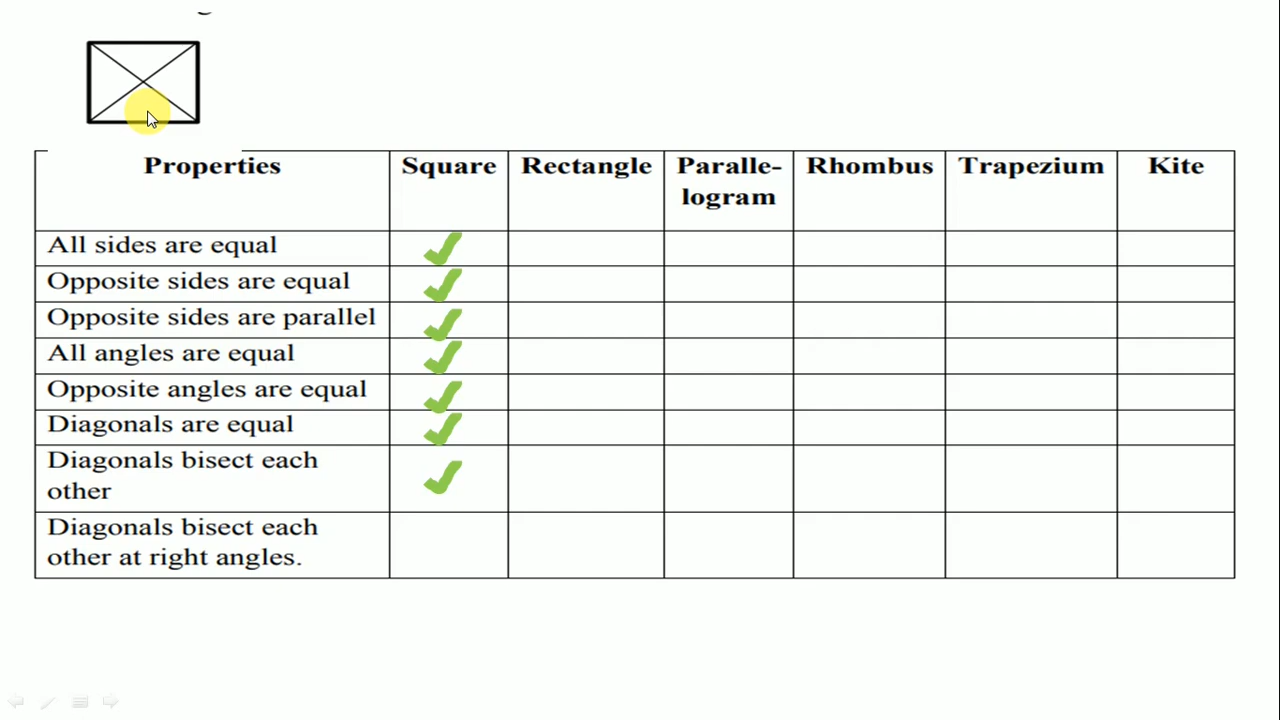 Properties
Square
Rectangle
Paralle-
logram
Rhombus
Trapezium
Kite
All sides are equal
Opposite sides are equal
Opposite sides are parallel
All angles are equal
Opposite angles are equal
Diagonals are equal
Diagonals bisect each
other
Diagonals bisect each
other at right angles.